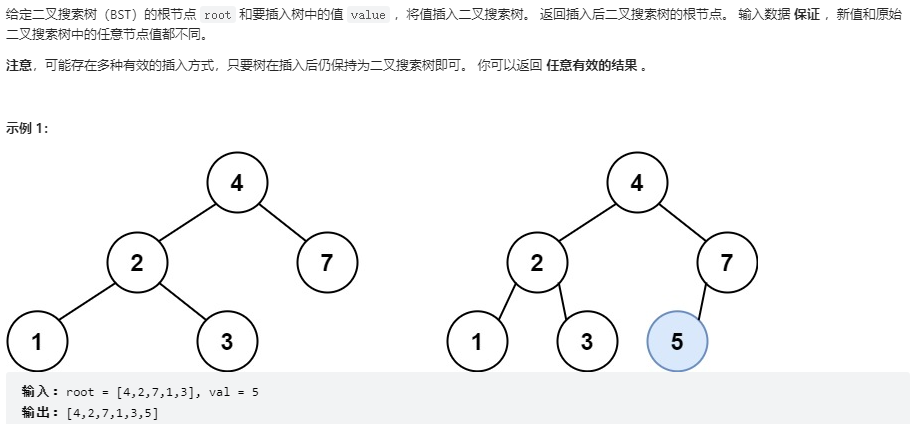 给定二叉搜索树（BST）的根节点 root 和要插入树中的值 value ，将值插入二叉搜索树。 返回插入后二叉搜索树的根节点。 输入数据 保证 ，新值和原始
二叉搜索树中的任意节点值都不同。
注意，可能存在多种有效的插入方式，只要树在插入后仍保持为二叉搜索树即可。 你可以返回 任意有效的结果 。
示例 1：
4
2
7
1
3
4
2
7
1
3
5
输入：root = [4,2,7,1,3], val = 5
输出：[4,2,7,1,3,5]